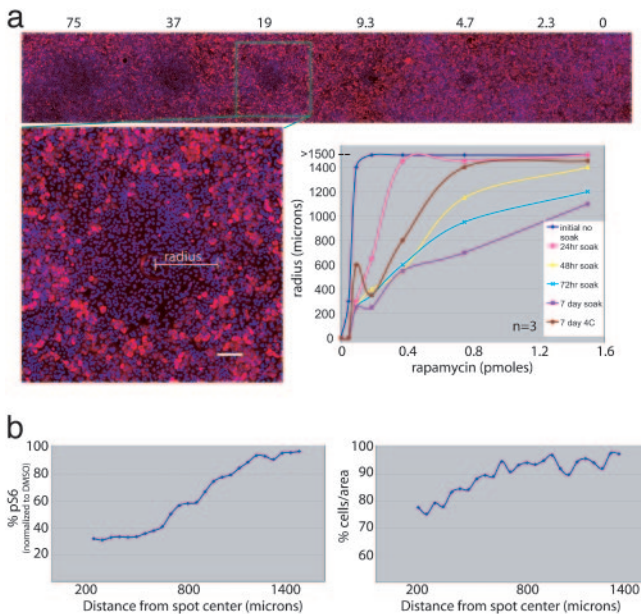 a
75 37 19 9.3 4.7 2.3 0
radius
>1500
1400
1200
1000
800
600
400
200
0
radius (microns)
0 0.4 0.8 1.2 1.6
rapamycin (pmoles)
initial no
soak
24hr soak
48hr soak
72hr soak
7 day soak
7 day 4C
n=3
b
100
80
60
40
20
% pS6
(normalized to DMSO)
200 800 1400
Distance from spot center (microns)
100
90
80
70
60
% cells/area
200 800 1400
Distance from spot center (microns)